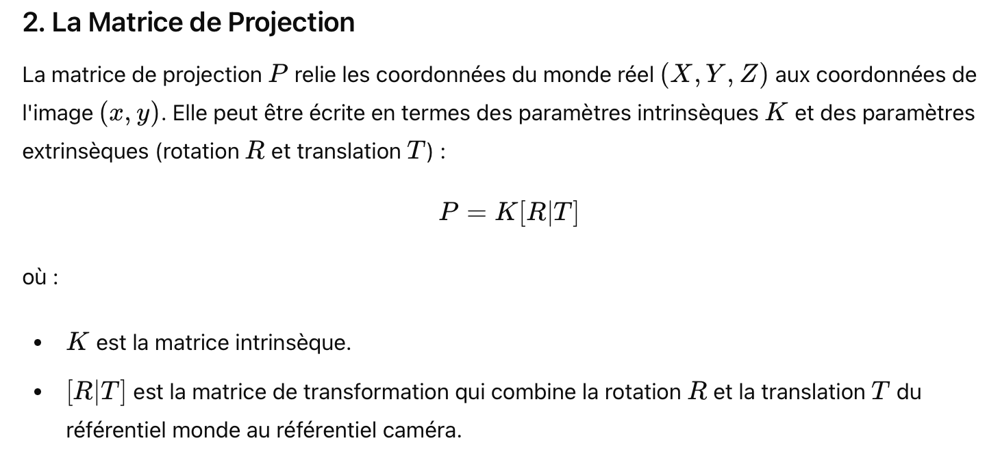 2. La Matrice de Projection
La matrice de projection P relie les coordonnées du monde réel (X, Y, Z) aux coordonnées de
l'image (x, y). Elle peut être écrite en termes des paramètres intrinsèques K et des paramètres
extrinsèques (rotation R et translation T) :
P = K[R|T]
où :
• K est la matrice intrinsèque.
• [R|T] est la matrice de transformation qui combine la rotation R et la translation T du
référentiel monde au référentiel caméra.